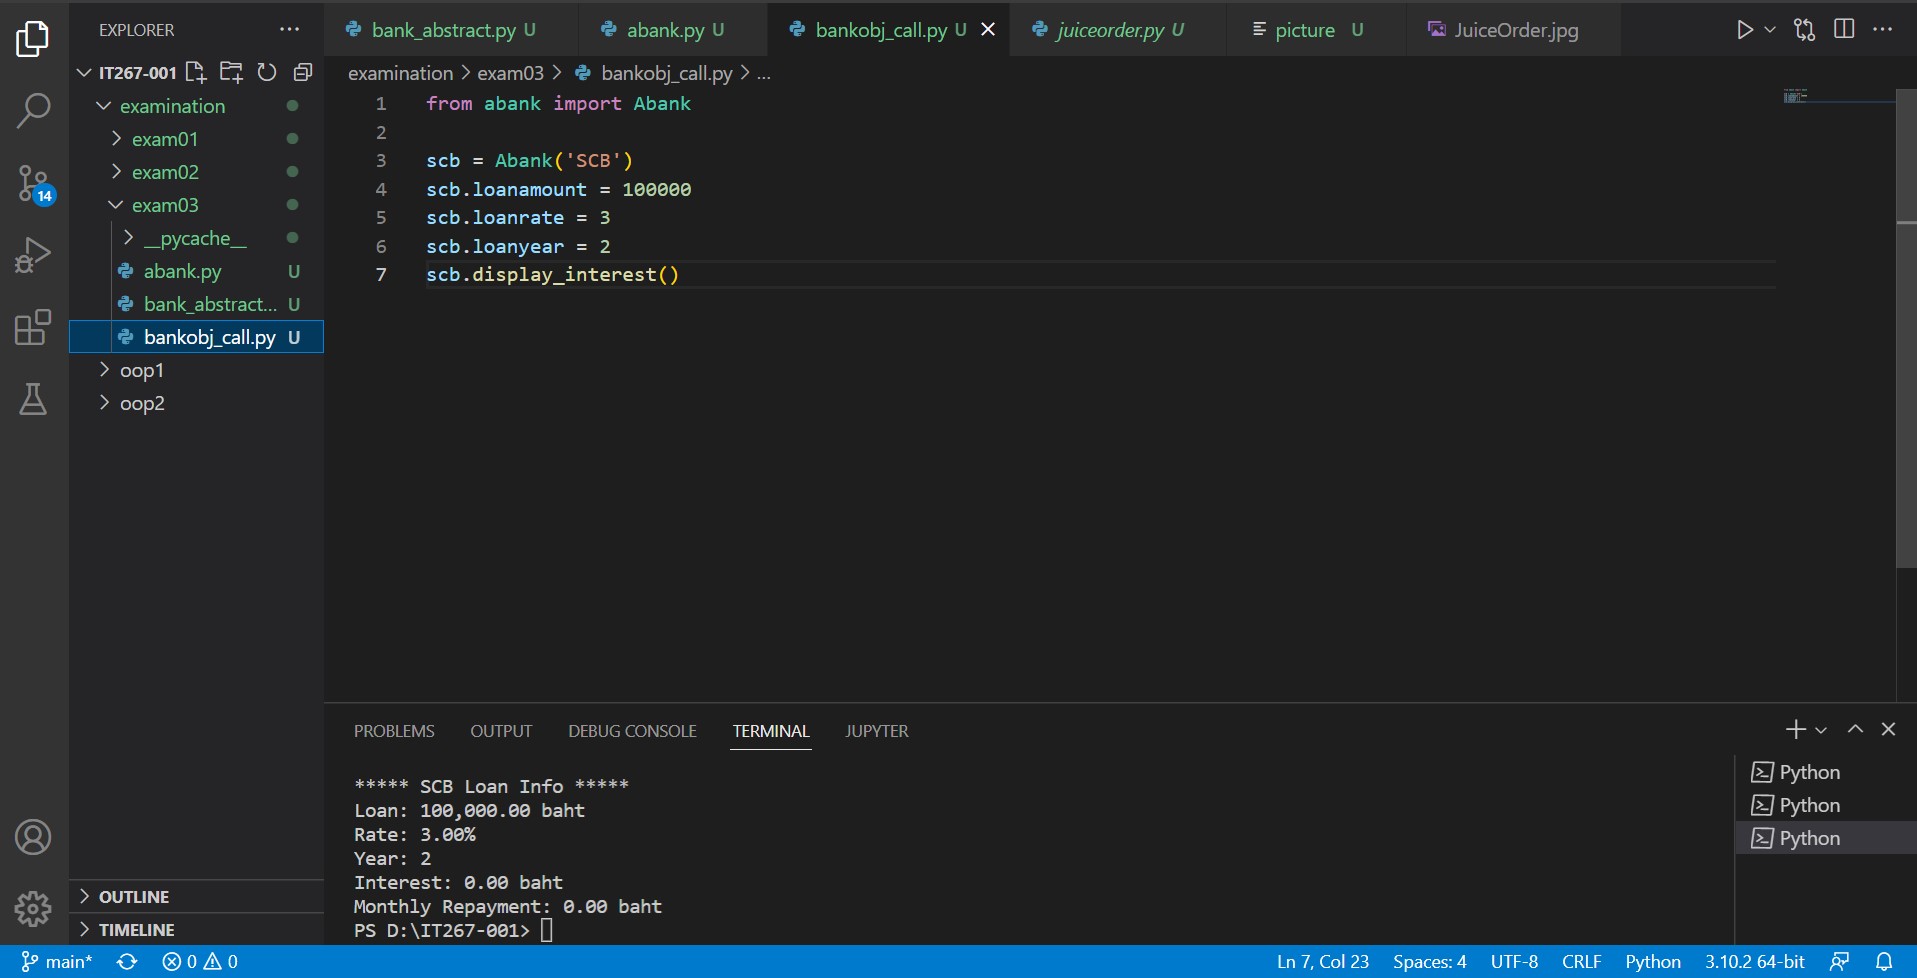 EXPLORER
IT267-001
examination
exam01
exam02
exam03
__pycache__
abank.py U
bank_abstract... U
bankobj_call.py U
oop1
oop2
OUTLINE
TIMELINE
14
bank_abstract.py U
abank.py U
bankobj_call.py U
juiceorder.py U
picture U
JuiceOrder.jpg
examination > exam03 > bankobj_call.py > ...
1 from abank import Abank
2
3 scb = Abank('SCB')
4 scb.loanamount = 100000
5 scb.loanrate = 3
6 scb.loanyear = 2
7 scb.display_interest()
PROBLEMS OUTPUT DEBUG CONSOLE TERMINAL JUPYTER
***** SCB Loan Info *****
Loan: 100,000.00 baht
Rate: 3.00%
Year: 2
Interest: 0.00 baht
Monthly Repayment: 0.00 baht
PS D:\IT267-001>
Python
Python
Python
main* 0 0 Ln 7, Col 23 Spaces: 4 UTF-8 CRLF Python 3.10.2 64-bit